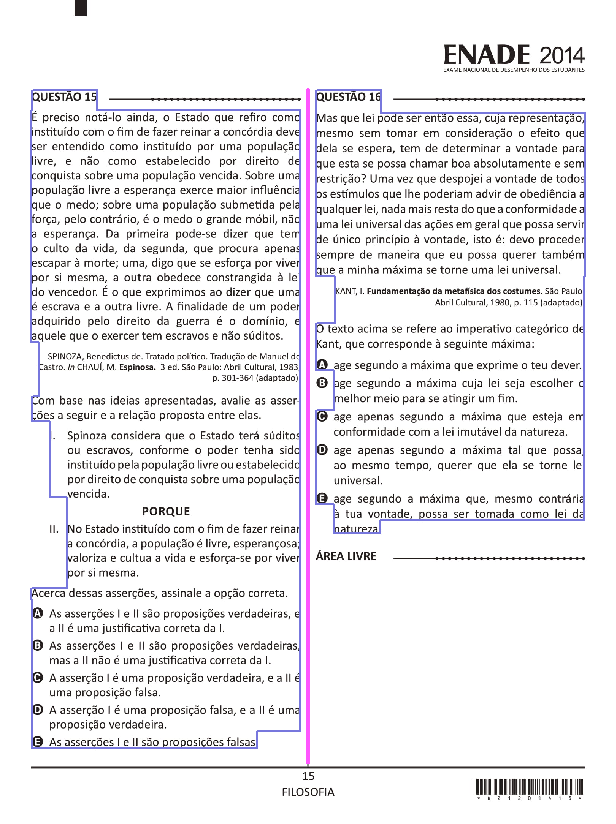 ENADE 2014
EXAME NACIONAL DE DESEMPENHO DOS ESTUDANTES
QUESTÃO 15
É preciso notá-lo ainda, o Estado que refiro como
instituído com o fim de fazer reinar a concórdia deve
ser entendido como instituído por uma população
livre, e não como estabelecido por direito de
conquista sobre uma população vencida. Sobre uma
população livre a esperança exerce maior influência
que o medo; sobre uma população submetida pela
força, pelo contrário, é o medo o grande móbil, não
a esperança. Da primeira pode-se dizer que tem
o culto da vida, da segunda, que procura apenas
escapar à morte; uma, digo que se esforça por viver
por si mesma, a outra obedece constrangida à lei
do vencedor. É o que exprimimos ao dizer que uma
é escrava e a outra livre. A finalidade de um poder
adquirido pelo direito da guerra é o domínio, e
aquele que o exercer tem escravos e não súditos.
SPINOZA, Benedictus de. Tratado político. Tradução de Manuel de
Castro. In CHAUÍ, M. Espinosa. 3 ed. São Paulo: Abril Cultural, 1983,
p. 301-364 (adaptado)
Com base nas ideias apresentadas, avalie as asser-
ções a seguir e a relação proposta entre elas.
I. Spinoza considera que o Estado terá súditos
ou escravos, conforme o poder tenha sido
instituído pela população livre ou estabelecido
por direito de conquista sobre uma população
vencida.
PORQUE
II. No Estado instituído com o fim de fazer reinar
a concórdia, a população é livre, esperançosa;
valoriza e cultua a vida e esforça-se por viver
por si mesma.
Acerca dessas asserções, assinale a opção correta.
A As asserções I e II são proposições verdadeiras, e
a II é uma justificativa correta da I.
B As asserções I e II são proposições verdadeiras,
mas a II não é uma justificativa correta da I.
C A asserção I é uma proposição verdadeira, e a II é
uma proposição falsa.
D A asserção I é uma proposição falsa, e a II é uma
proposição verdadeira.
E As asserções I e II são proposições falsas
QUESTÃO 16
Mas que lei pode ser então essa, cuja representação,
mesmo sem tomar em consideração o efeito que
dela se espera, tem de determinar a vontade para
que esta se possa chamar boa absolutamente e sem
restrição? Uma vez que despojei a vontade de todos
os estímulos que lhe poderiam advir de obediência a
qualquer lei, nada mais resta do que a conformidade a
uma lei universal das ações em geral que possa servir
de único princípio à vontade, isto é: devo proceder
sempre de maneira que eu possa querer também
que a minha máxima se torne uma lei universal.
KANT, I. Fundamentação da metafísica dos costumes. São Paulo
Abril Cultural, 1980, p. 115 (adaptado)
O texto acima se refere ao imperativo categórico de
Kant, que corresponde à seguinte máxima:
A age segundo a máxima que exprime o teu dever.
B age segundo a máxima cuja lei seja escolher o
melhor meio para se atingir um fim.
C age apenas segundo a máxima que esteja em
conformidade com a lei imutável da natureza.
D age apenas segundo a máxima tal que possa,
ao mesmo tempo, querer que ela se torne lei
universal.
E age segundo a máxima que, mesmo contrária
à tua vontade, possa ser tomada como lei da
natureza
ÁREA LIVRE
15
FILOSOFIA